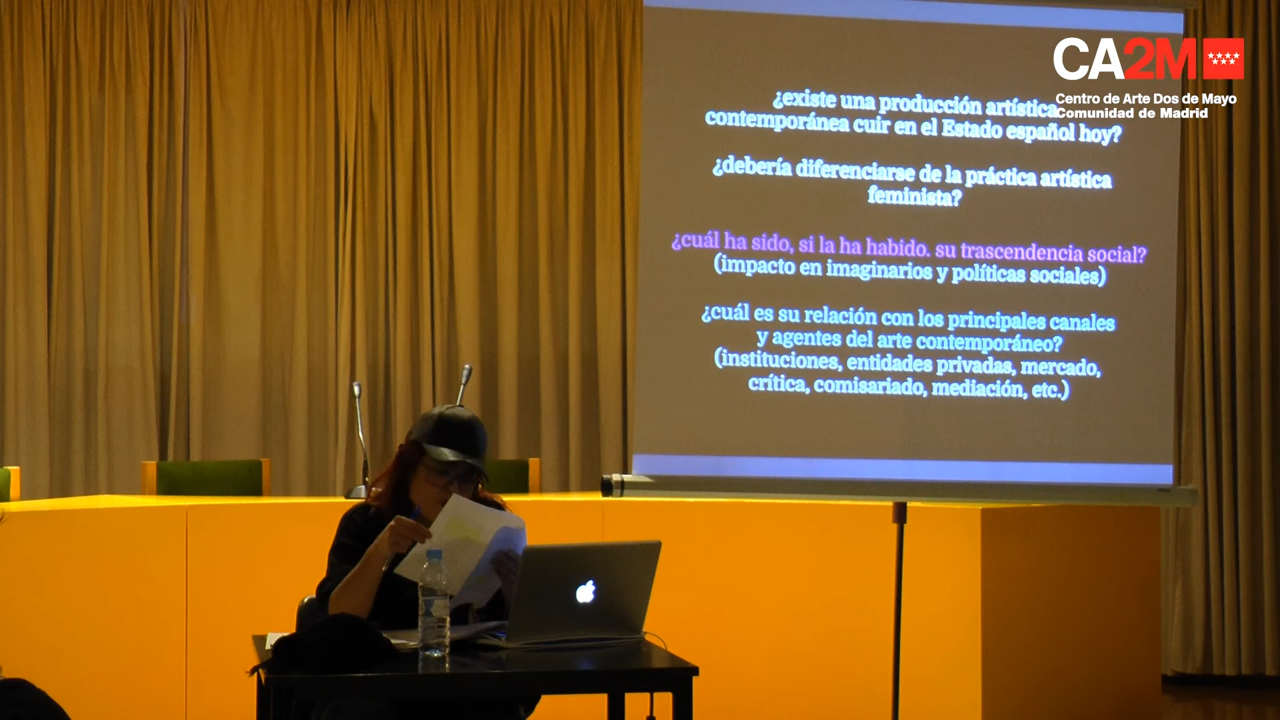 CA2M
Centro de Arte Dos de Mayo
Comunidad de Madrid
¿existe una producción artística
contemporánea cuir en el Estado español hoy?
¿debería diferenciarse de la práctica artística
feminista?
¿cuál ha sido, si la ha habido. su trascendencia social?
(impacto en imaginarios y políticas sociales)
¿cuál es su relación con los principales canales
y agentes del arte contemporáneo?
(instituciones, entidades privadas, mercado,
crítica, comisariado, mediación, etc.)